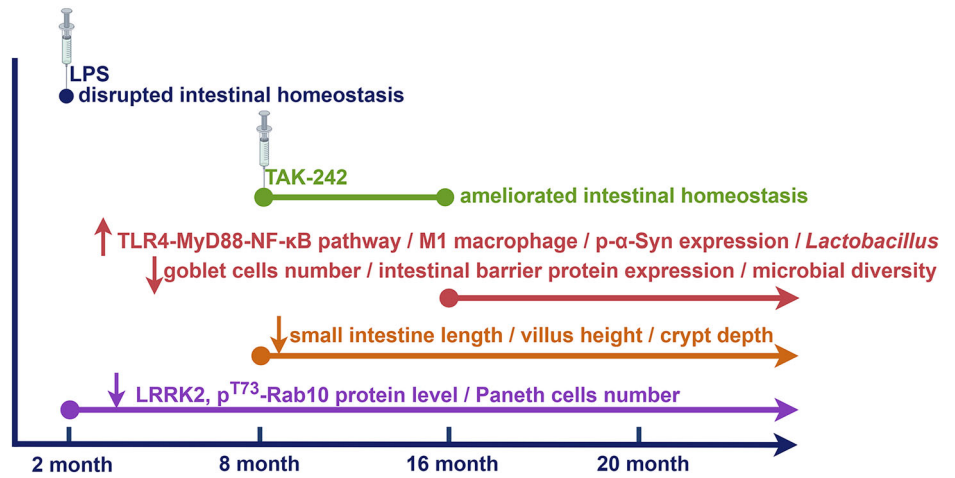 LPS
disrupted intestinal homeostasis
TAK-242
ameliorated intestinal homeostasis
TLR4-MyD88-NF-κB pathway / M1 macrophage / p-α-Syn expression / Lactobacillus
goblet cells number / intestinal barrier protein expression / microbial diversity
small intestine length / villus height / crypt depth
LRRK2, pT73-Rab10 protein level / Paneth cells number
2 month 8 month 16 month 20 month